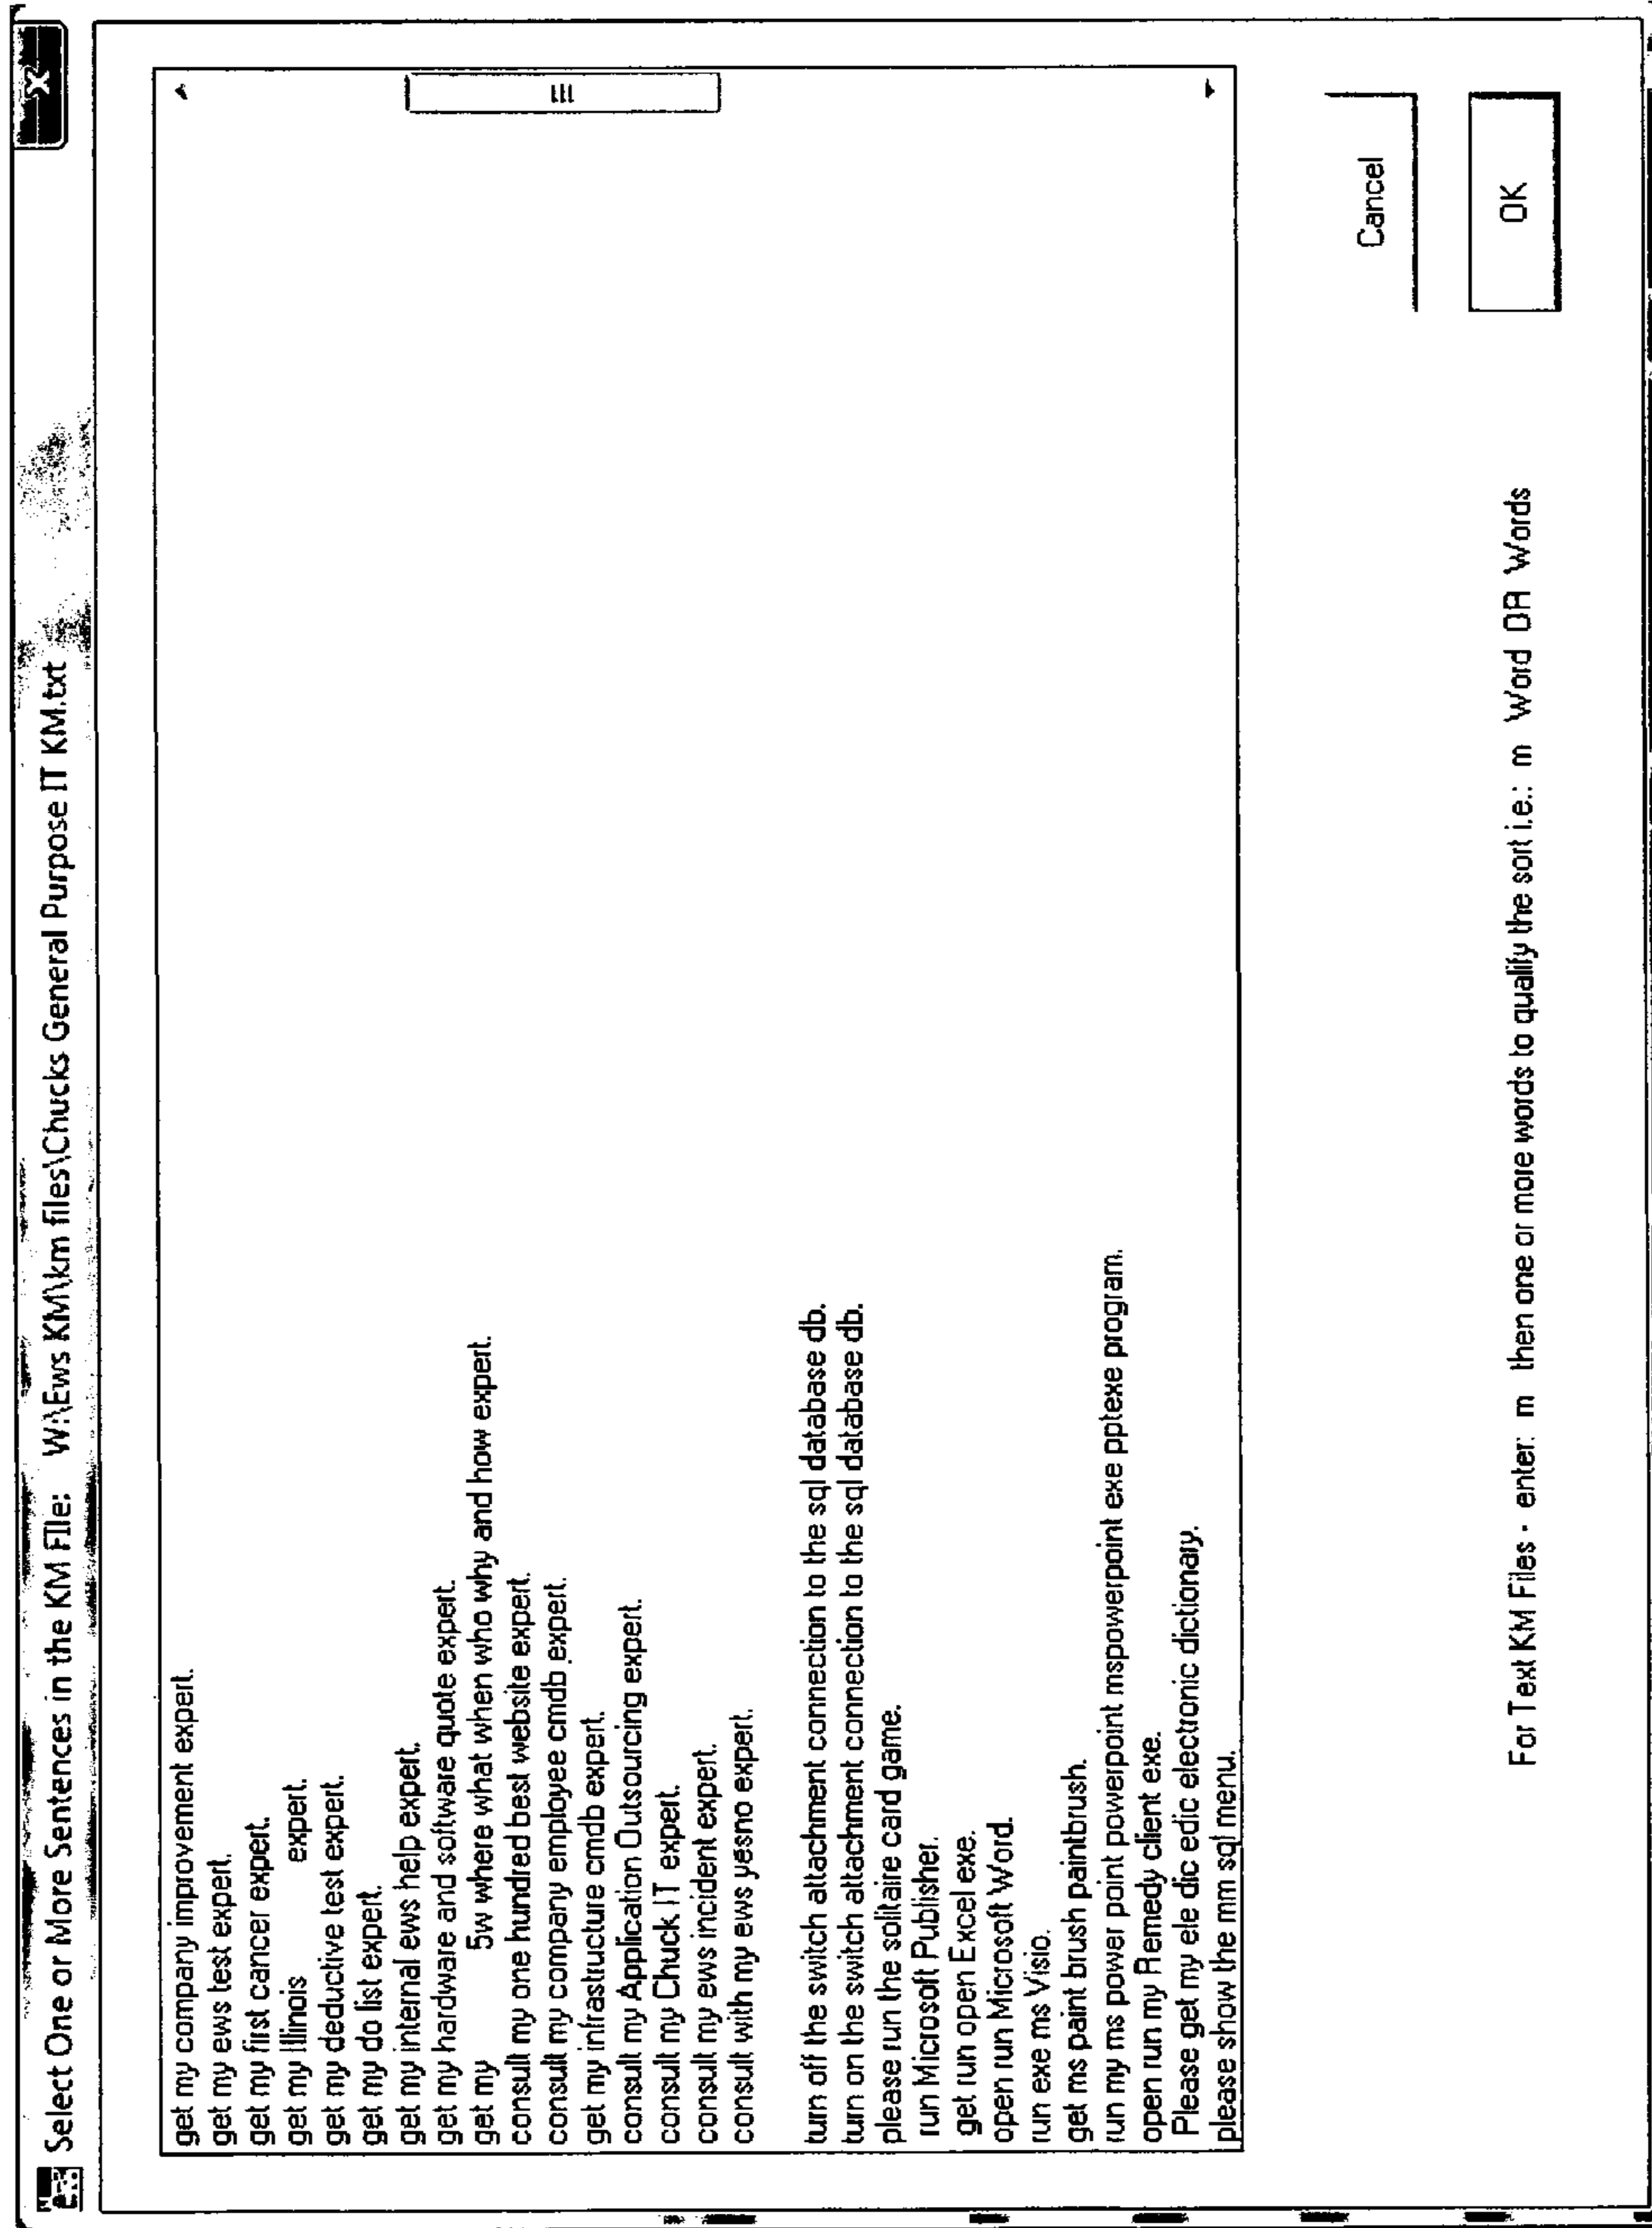 Select One or More Sentences in the KM File: W:\Ews KM\km files\Chucks General Purpose IT KM.txt
X
get my company improvement expert.
get my ews test expert.
get my first cancer expert.
get my Illinois expert.
get my deductive test expert.
get my do list expert.
get my internal ews help expert.
get my hardware and software quote expert.
get my 5w where what when who why and how expert.
consult my one hundred best website expert.
consult my company employee cmdb expert.
get my infrastructure cmdb expert.
consult my Application Outsourcing expert.
consult my Chuck IT expert.
consult my ews incident expert.
consult with my ews yesno expert.
turn off the switch attachment connection to the sql database db.
turn on the switch attachment connection to the sql database db.
please run the solitaire card game.
run Microsoft Publisher.
get run open Excel exe.
open run Microsoft Word.
run exe ms Visio.
get ms paint brush paintbrush.
run my ms power point powerpoint mspowerpoint exe pptexe program.
open run my Remedy client exe.
Please get my ele dic edic electronic dictionary.
please show the mm sql menu.
Cancel
OK
For Text KM Files - enter: m then one or more words to qualify the sort i.e.: m Word OR Words